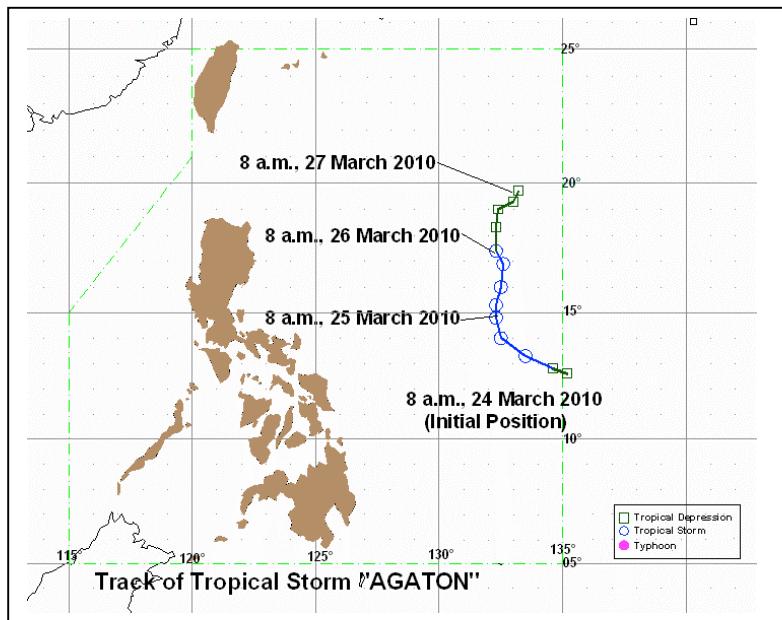 25°
8 a.m., 27 March 2010
20°
8 a.m., 26 March 2010
15°
8 a.m., 25 March 2010
8 a.m., 24 March 2010
(Initial Position)
10°
Tropical Depression
Tropical Storm
Typhoon
115
120
125°
130°
135°
05°
Track of Tropical Storm "AGATON"